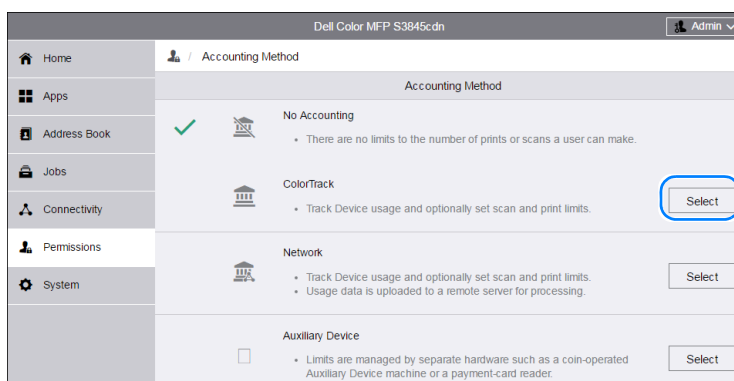 Dell Color MFP S3845cdn
Admin
Home
/ Accounting Method
Accounting Method
Apps
No Accounting
• There are no limits to the number of prints or scans a user can make.
Address Book
Jobs
ColorTrack
• Track Device usage and optionally set scan and print limits.
Select
Connectivity
Permissions
Network
• Track Device usage and optionally set scan and print limits.
• Usage data is uploaded to a remote server for processing.
Select
System
Auxiliary Device
• Limits are managed by separate hardware such as a coin-operated
Auxiliary Device machine or a payment-card reader.
Select